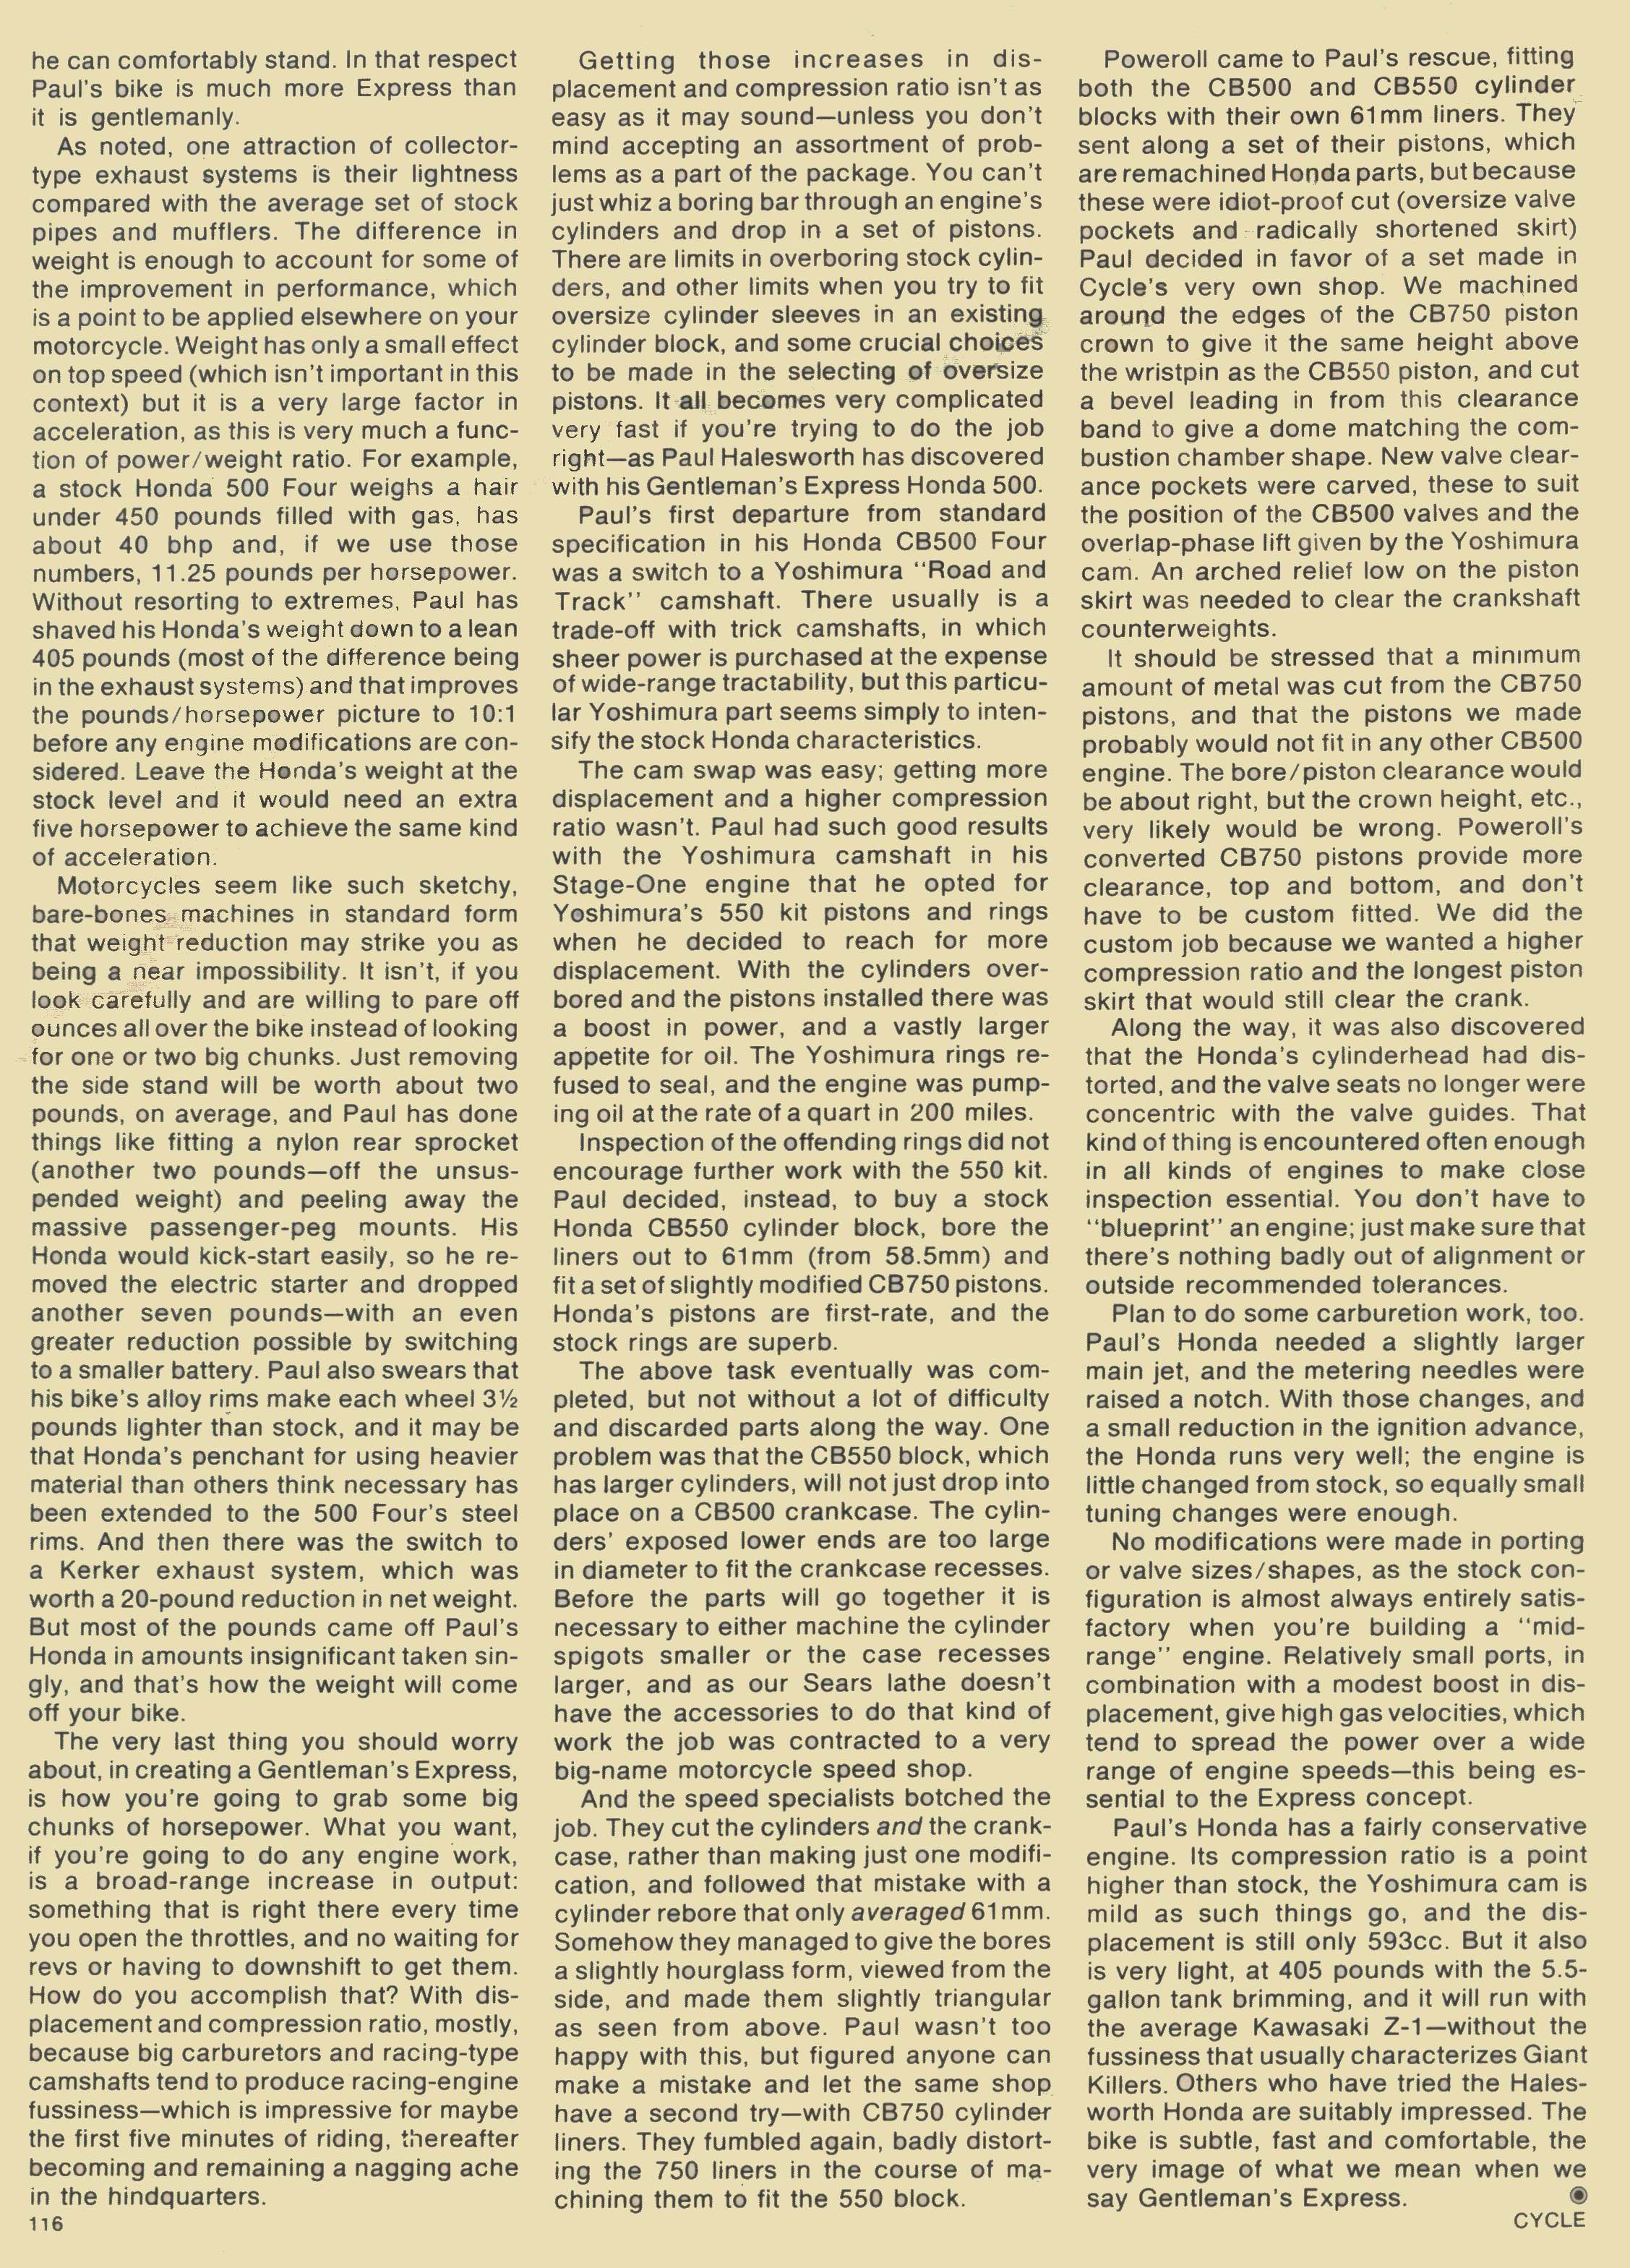 he can comfortably stand. In that respect
Paul's bike is much more Express than
it is gentlemanly.
As noted, one attraction of collector-
type exhaust systems is their lightness
compared with the average set of stock
pipes and mufflers. The difference in
weight is enough to account for some of
the improvement in performance, which
is a point to be applied elsewhere on your
motorcycle. Weight has only a small effect
on top speed (which isn't important in this
context) but it is a very large factor in
acceleration, as this is very much a func-
tion of power/weight ratio. For example,
a stock Honda 500 Four weighs a hair
under 450 pounds filled with gas, has
about 40 bhp and, if we use those
numbers, 11.25 pounds per horsepower.
Without resorting to extremes, Paul has
shaved his Honda's weight down to a lean
405 pounds (most of the difference being
in the exhaust systems) and that improves
the pounds/horsepower picture to 10:1
before any engine modifications are con-
sidered. Leave the Honda's weight at the
stock level and it would need an extra
five horsepower to achieve the same kind
of acceleration.
Motorcycles seem like such sketchy,
bare-bones machines in standard form
that weight reduction may strike you as
being a near impossibility. It isn't, if you
look carefully and are willing to pare off
ounces all over the bike instead of looking
for one or two big chunks. Just removing
the side stand will be worth about two
pounds, on average, and Paul has done
things like fitting a nylon rear sprocket
(another two pounds—off the unsus-
pended weight) and peeling away the
massive passenger-peg mounts. His
Honda would kick-start easily, so he re-
moved the electric starter and dropped
another seven pounds—with an even
greater reduction possible by switching
to a smaller battery. Paul also swears that
his bike's alloy rims make each wheel 3½
pounds lighter than stock, and it may be
that Honda's penchant for using heavier
material than others think necessary has
been extended to the 500 Four's steel
rims. And then there was the switch to
a Kerker exhaust system, which was
worth a 20-pound reduction in net weight.
But most of the pounds came off Paul's
Honda in amounts insignificant taken sin-
gly, and that's how the weight will come
off your bike.
The very last thing you should worry
about, in creating a Gentleman's Express,
is how you're going to grab some big
chunks of horsepower. What you want,
if you're going to do any engine work,
is a broad-range increase in output:
something that is right there every time
you open the throttles, and no waiting for
revs or having to downshift to get them.
How do you accomplish that? With dis-
placement and compression ratio, mostly,
because big carburetors and racing-type
camshafts tend to produce racing-engine
fussiness—which is impressive for maybe
the first five minutes of riding, thereafter
becoming and remaining a nagging ache
in the hindquarters.
116
Getting those increases in dis-
placement and compression ratio isn't as
easy as it may sound—unless you don't
mind accepting an assortment of prob-
lems as a part of the package. You can't
just whiz a boring bar through an engine's
cylinders and drop in a set of pistons.
There are limits in overboring stock cylin-
ders, and other limits when you try to fit
oversize cylinder sleeves in an existing
cylinder block, and some crucial choices
to be made in the selecting of oversize
pistons. It all becomes very complicated
very fast if you're trying to do the job
right—as Paul Halesworth has discovered
with his Gentleman's Express Honda 500.
Paul's first departure from standard
specification in his Honda CB500 Four
was a switch to a Yoshimura "Road and
Track" camshaft. There usually is a
trade-off with trick camshafts, in which
sheer power is purchased at the expense
of wide-range tractability, but this particu-
lar Yoshimura part seems simply to inten-
sify the stock Honda characteristics.
The cam swap was easy; getting more
displacement and a higher compression
ratio wasn't. Paul had such good results
with the Yoshimura camshaft in his
Stage-One engine that he opted for
Yoshimura's 550 kit pistons and rings
when he decided to reach for more
displacement. With the cylinders over-
bored and the pistons installed there was
a boost in power, and a vastly larger
appetite for oil. The Yoshimura rings re-
fused to seal, and the engine was pump-
ing oil at the rate of a quart in 200 miles.
Inspection of the offending rings did not
encourage further work with the 550 kit.
Paul decided, instead, to buy a stock
Honda CB550 cylinder block, bore the
liners out to 61mm (from 58.5mm) and
fit a set of slightly modified CB750 pistons.
Honda's pistons are first-rate, and the
stock rings are superb.
The above task eventually was com-
pleted, but not without a lot of difficulty
and discarded parts along the way. One
problem was that the CB550 block, which
has larger cylinders, will not just drop into
place on a CB500 crankcase. The cylin-
ders' exposed lower ends are too large
in diameter to fit the crankcase recesses.
Before the parts will go together it is
necessary to either machine the cylinder
spigots smaller or the case recesses
larger, and as our Sears lathe doesn't
have the accessories to do that kind of
work the job was contracted to a very
big-name motorcycle speed shop.
And the speed specialists botched the
job. They cut the cylinders and the crank-
case, rather than making just one modifi-
cation, and followed that mistake with a
cylinder rebore that only averaged 61mm.
Somehow they managed to give the bores
a slightly hourglass form, viewed from the
side, and made them slightly triangular
as seen from above. Paul wasn't too
happy with this, but figured anyone can
make a mistake and let the same shop
have a second try—with CB750 cylinder
liners. They fumbled again, badly distort-
ing the 750 liners in the course of ma-
chining them to fit the 550 block.
Poweroll came to Paul's rescue, fitting
both the CB500 and CB550 cylinder
blocks with their own 61mm liners. They
sent along a set of their pistons, which
are remachined Honda parts, but because
these were idiot-proof cut (oversize valve
pockets and radically shortened skirt)
Paul decided in favor of a set made in
Cycle's very own shop. We machined
around the edges of the CB750 piston
crown to give it the same height above
the wristpin as the CB550 piston, and cut
a bevel leading in from this clearance
band to give a dome matching the com-
bustion chamber shape. New valve clear-
ance pockets were carved, these to suit
the position of the CB500 valves and the
overlap-phase lift given by the Yoshimura
cam. An arched relief low on the piston
skirt was needed to clear the crankshaft
counterweights.
It should be stressed that a minimum
amount of metal was cut from the CB750
pistons, and that the pistons we made
probably would not fit in any other CB500
engine. The bore/piston clearance would
be about right, but the crown height, etc.,
very likely would be wrong. Poweroll's
converted CB750 pistons provide more
clearance, top and bottom, and don't
have to be custom fitted. We did the
custom job because we wanted a higher
compression ratio and the longest piston
skirt that would still clear the crank.
Along the way, it was also discovered
that the Honda's cylinderhead had dis-
torted, and the valve seats no longer were
concentric with the valve guides. That
kind of thing is encountered often enough
in all kinds of engines to make close
inspection essential. You don't have to
"blueprint" an engine; just make sure that
there's nothing badly out of alignment or
outside recommended tolerances.
Plan to do some carburetion work, too.
Paul's Honda needed a slightly larger
main jet, and the metering needles were
raised a notch. With those changes, and
a small reduction in the ignition advance,
the Honda runs very well; the engine is
little changed from stock, so equally small
tuning changes were enough.
No modifications were made in porting
or valve sizes/shapes, as the stock con-
figuration is almost always entirely satis-
factory when you're building a "mid-
range" engine. Relatively small ports, in
combination with a modest boost in dis-
placement, give high gas velocities, which
tend to spread the power over a wide
range of engine speeds—this being es-
sential to the Express concept.
Paul's Honda has a fairly conservative
engine. Its compression ratio is a point
higher than stock, the Yoshimura cam is
mild as such things go, and the dis-
placement is still only 593cc. But it also
is very light, at 405 pounds with the 5.5-
gallon tank brimming, and it will run with
the average Kawasaki Z-1—without the
fussiness that usually characterizes Giant
Killers. Others who have tried the Hales-
worth Honda are suitably impressed. The
bike is subtle, fast and comfortable, the
very image of what we mean when we
say Gentleman's Express.
CYCLE